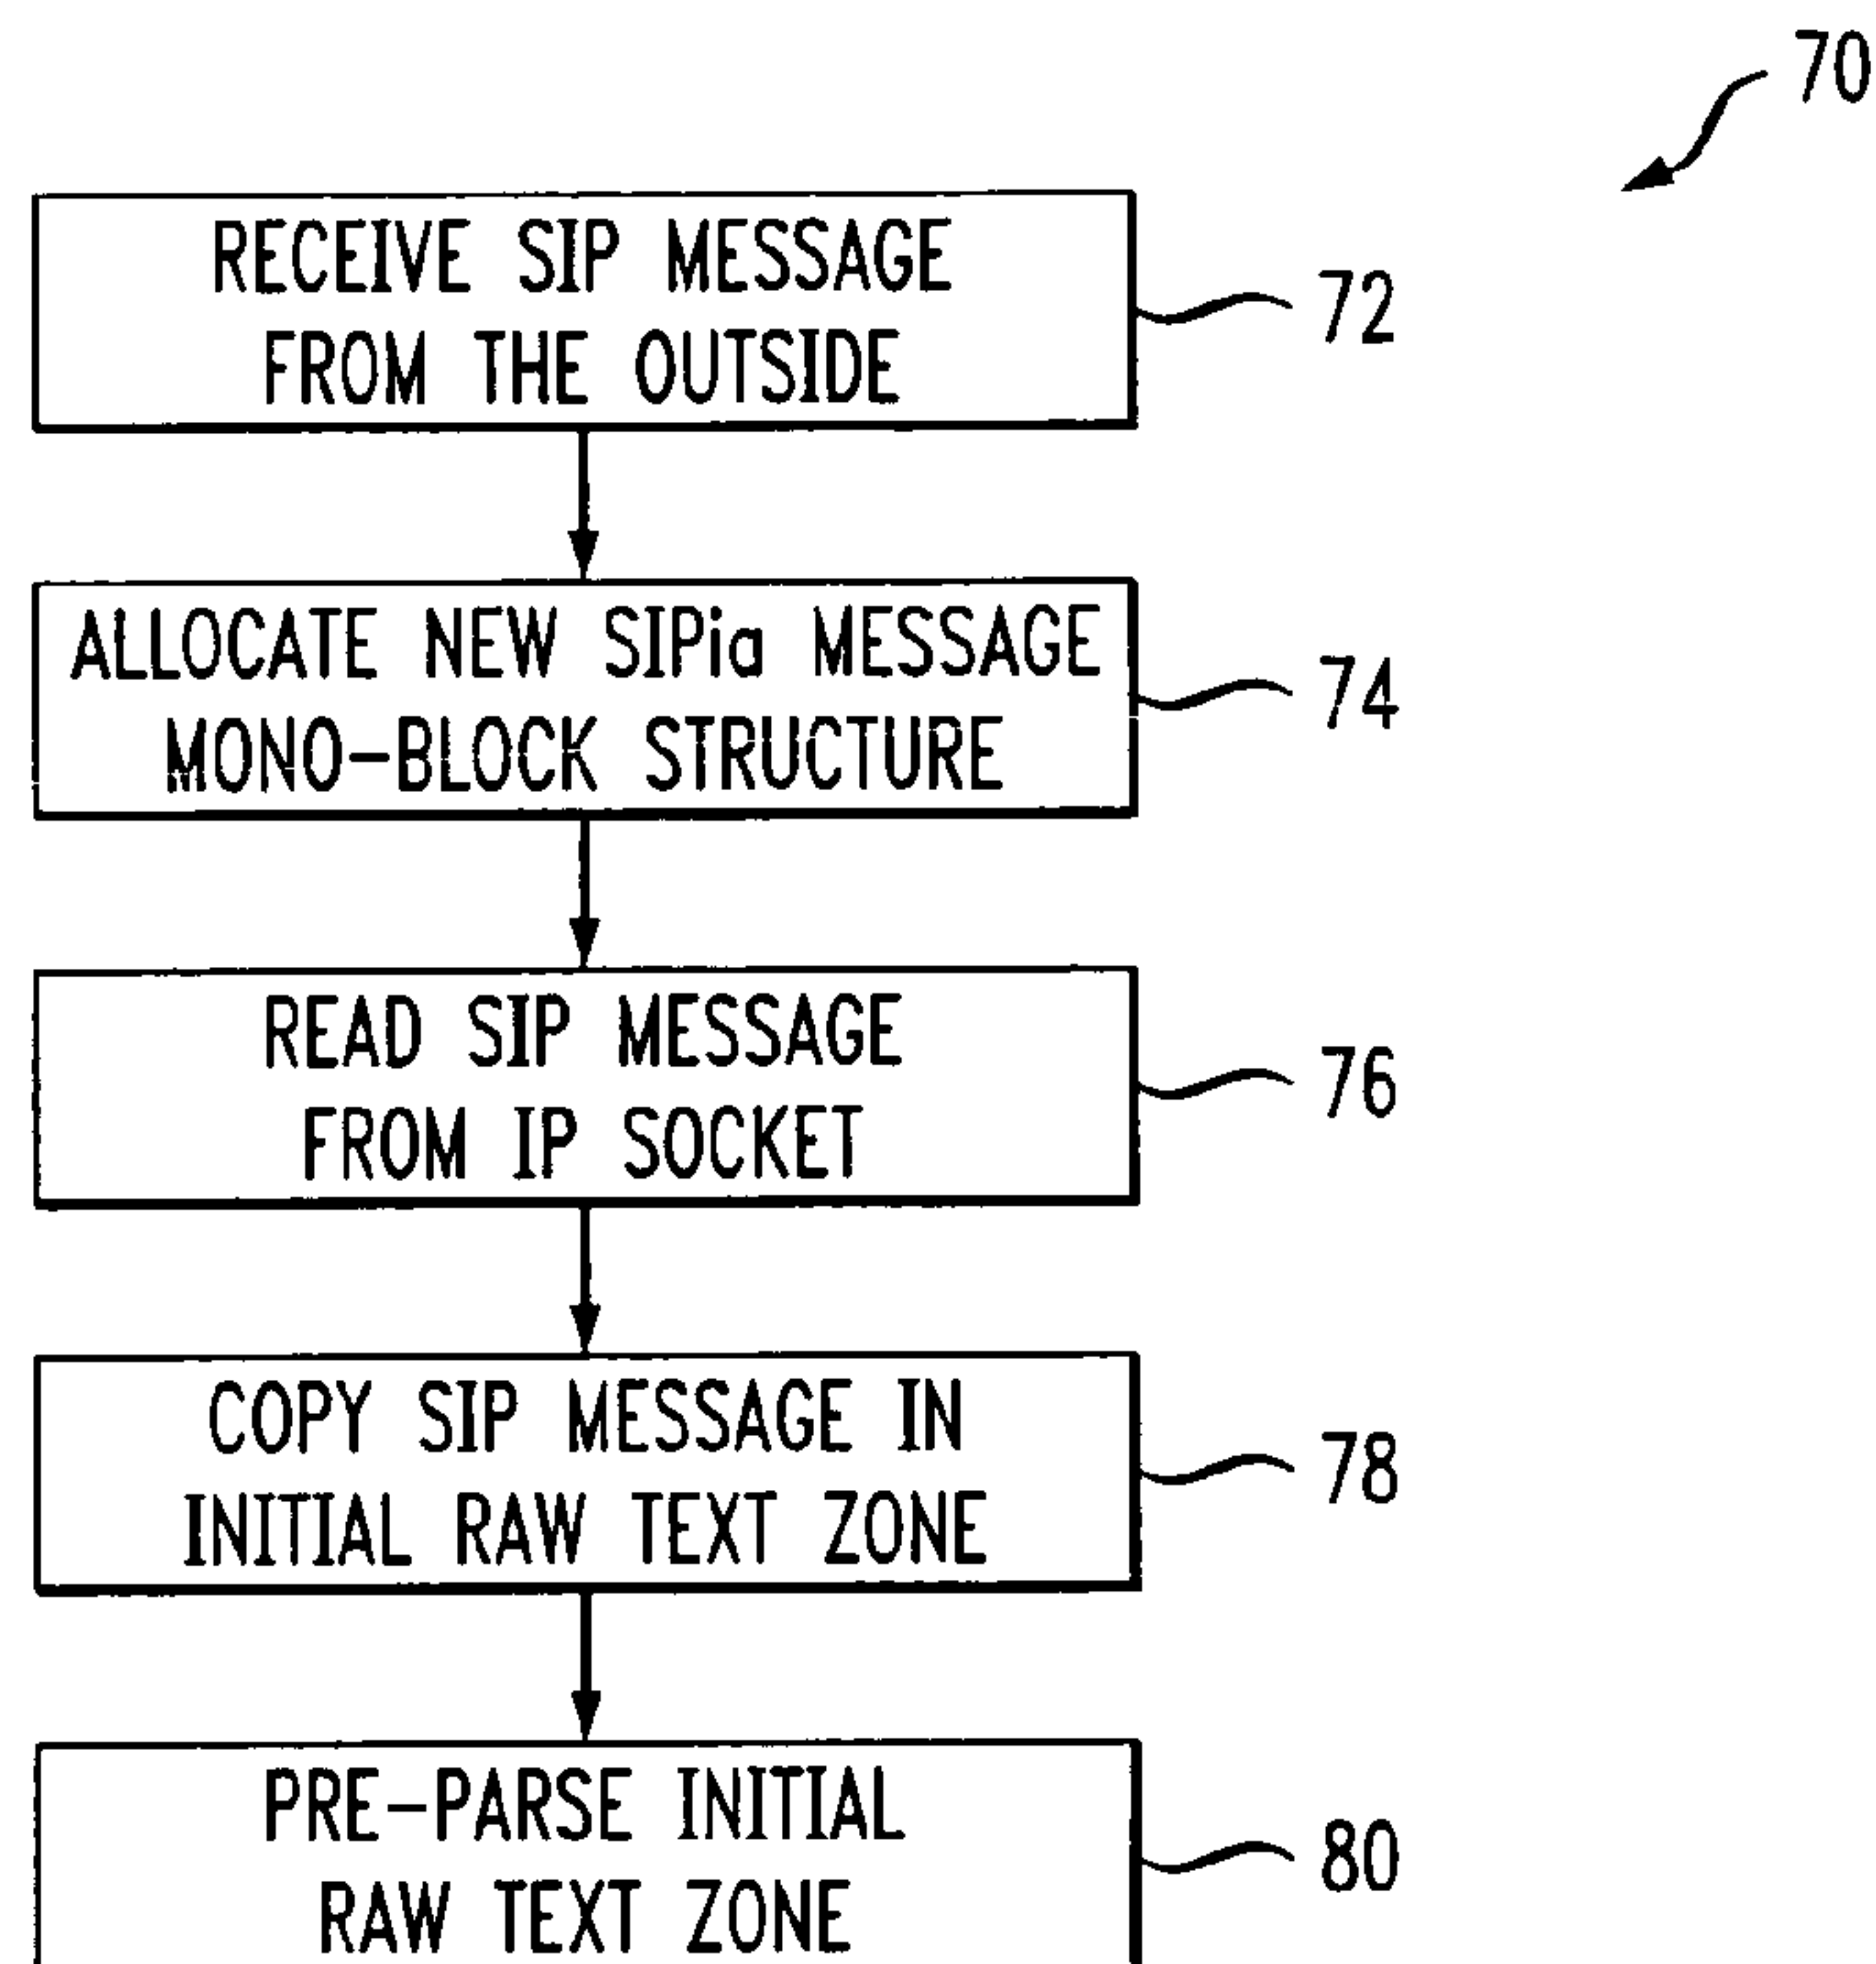 70
RECEIVE SIP MESSAGE
FROM THE OUTSIDE
72
ALLOCATE NEW SIPia MESSAGE
MONO-BLOCK STRUCTURE
74
READ SIP MESSAGE
FROM IP SOCKET
76
COPY SIP MESSAGE IN
INITIAL RAW TEXT ZONE
78
PRE-PARSE INITIAL
RAW TEXT ZONE
80